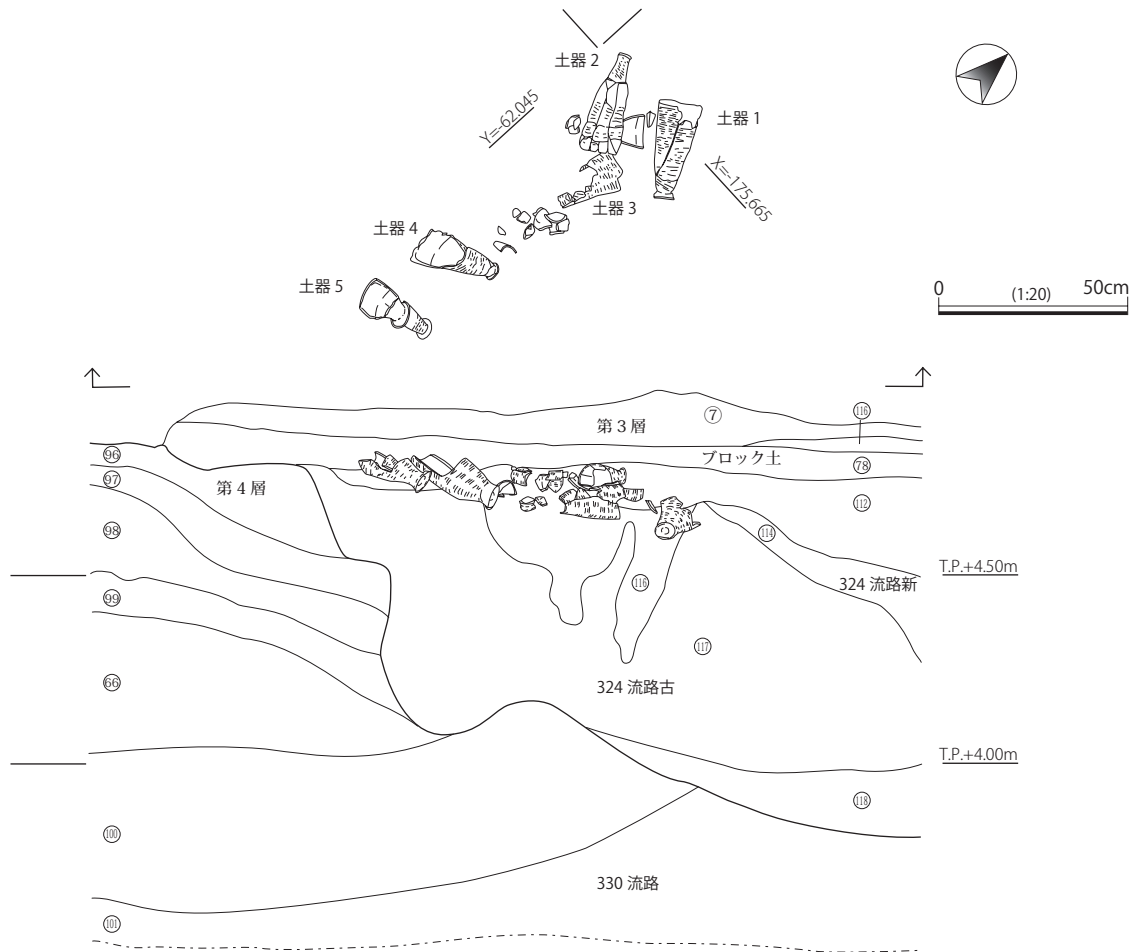 土器 2
Y=-62.045
土器 1
X=-175.665
土器 3
土器 4
土器 5
0 (1:20) 50cm
第 3 層
⑦
116
ブロック土
78
112
96
97
第 4 層
98
114
T.P.+4.50m
324 流路新
99
116
117
66
324 流路古
T.P.+4.00m
118
100
330 流路
101